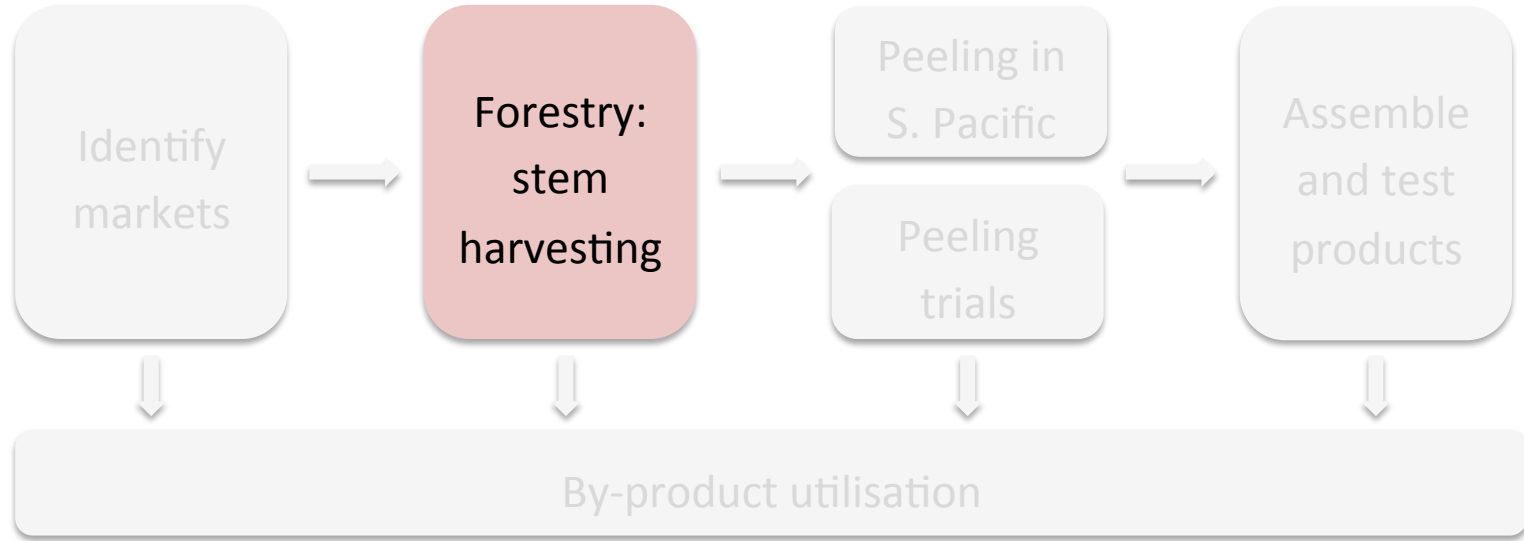 Identify
markets
Forestry:
stem
harvesting
Peeling in
S. Pacific
Peeling
trials
Assemble
and test
products
By-product utilisation